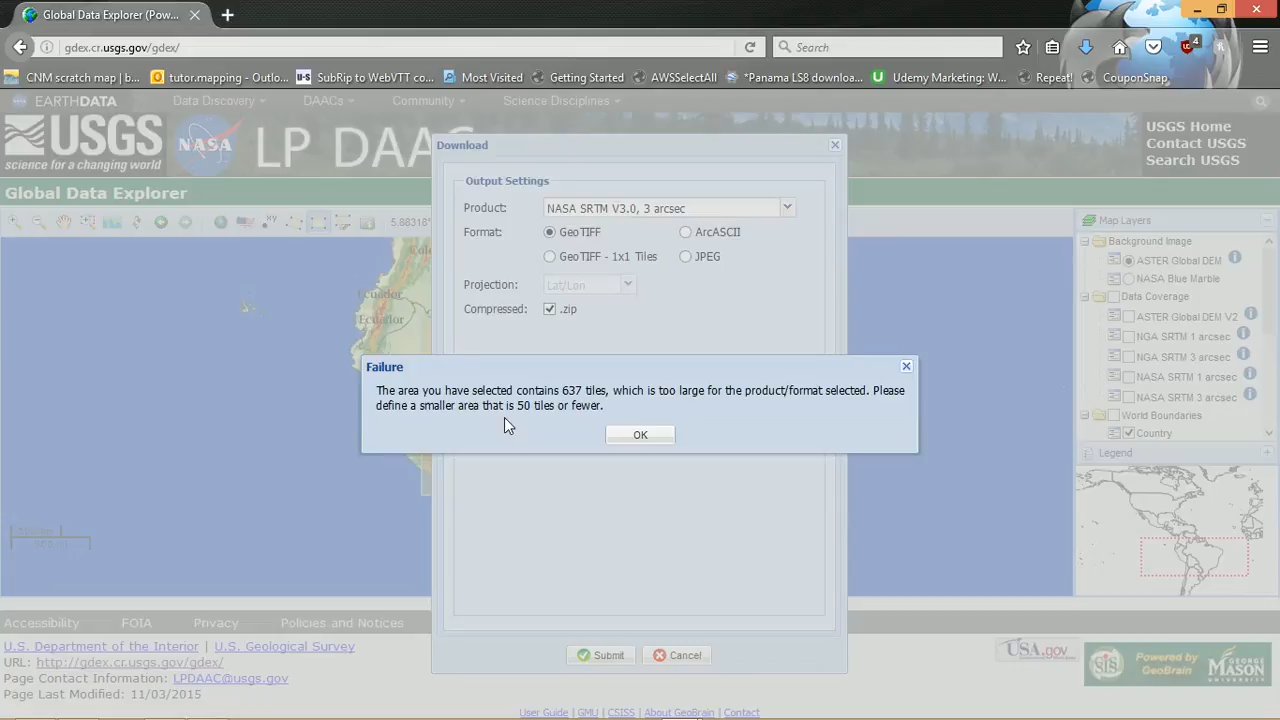 Global Data Explorer (Pow...
gdex.cr.usgs.gov/gdex/
Search
4
CNM scratch map | b...
tutor.mapping - Outlo...
SubRip to WebVTT co...
Most Visited
Getting Started
AWSSelectAll
*Panama LS8 downloa...
Udemy Marketing: W...
Repeat!
CouponSnap
EARTHDATA
Data Discovery
DAACs
Community
Science Disciplines
USGS
science for a changing world
NASA
LP DAAC
USGS Home
Contact USGS
Search USGS
Global Data Explorer
5.88318
Download
Output Settings
Product:
NASA SRTM V3.0, 3 arcsec
Format:
GeoTIFF
ArcASCII
GeoTIFF - 1x1 Tiles
JPEG
Projection:
Lat/Lon
Compressed:
.zip
Ecuador
Ecuador
Failure
The area you have selected contains 637 tiles, which is too large for the product/format selected. Please
define a smaller area that is 50 tiles or fewer.
OK
Submit
Cancel
Map Layers
Background Image
ASTER Global DEM
NASA Blue Marble
Data Coverage
ASTER Global DEM V2
NGA SRTM 1 arcsec
NGA SRTM 3 arcsec
NASA SRTM 1 arcsec
NASA SRTM 3 arcsec
World Boundaries
Country
Legend
Accessibility
FOIA
Privacy
Policies and Notices
U.S. Department of the Interior | U.S. Geological Survey
URL: http://gdex.cr.usgs.gov/gdex/
Page Contact Information: LPDAAC@usgs.gov
Page Last Modified: 11/03/2015
USA.gov
SIS
Powered by
GeoBrain
GEORGE
MASON
UNIVERSITY
User Guide | GMU | CSISS | About GeoBrain | Contact